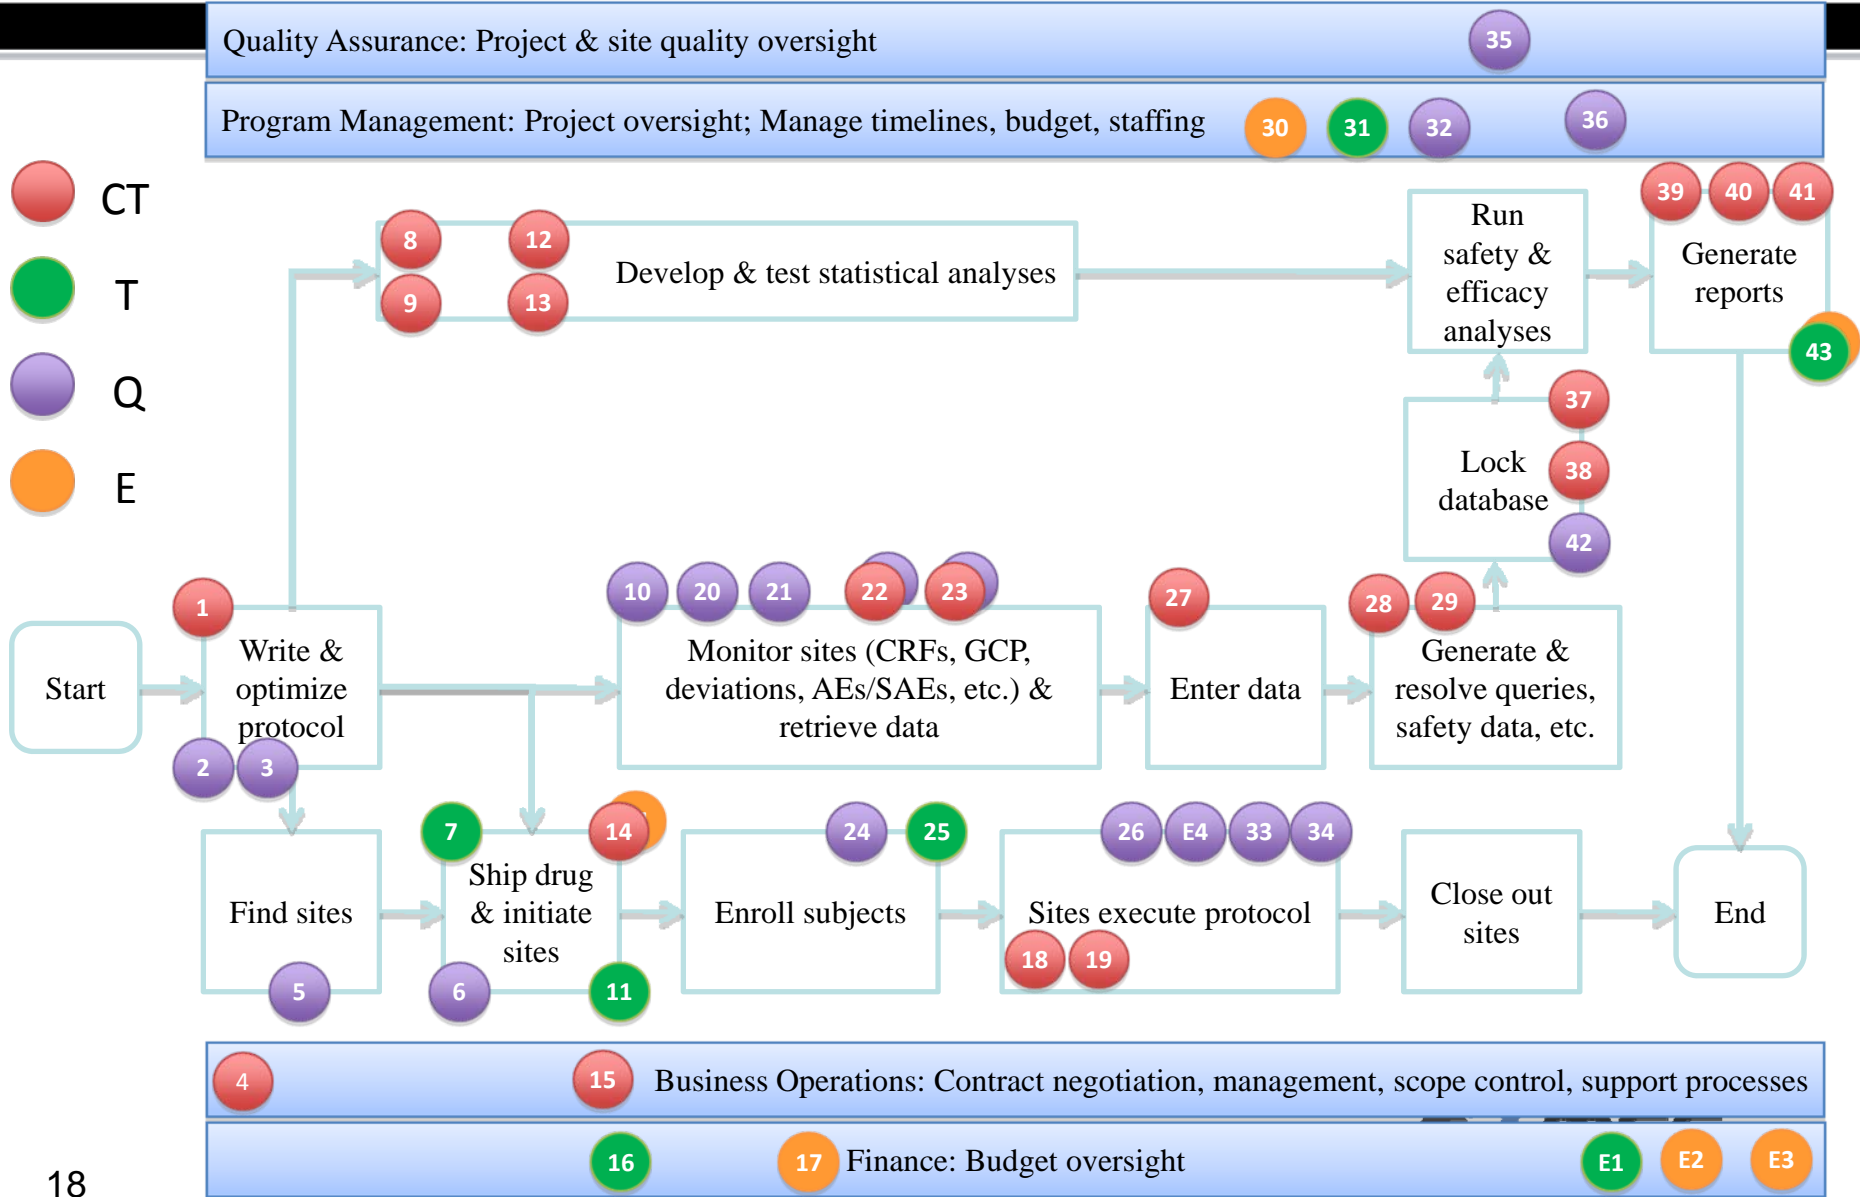 Quality Assurance: Project & site quality oversight
35
Program Management: Project oversight; Manage timelines, budget, staffing
30
31
32
36
CT
T
Q
E
8
12
9
13
Develop & test statistical analyses
Run
safety &
efficacy
analyses
39
40
41
Generate
reports
43
37
38
42
Lock
database
Start
1
Write &
optimize
protocol
2
3
10
20
21
22
23
Monitor sites (CRFs, GCP,
deviations, AEs/SAEs, etc.) &
retrieve data
27
Enter data
28
29
Generate &
resolve queries,
safety data, etc.
Find sites
5
7
14
Ship drug
& initiate
sites
6
11
24
25
Enroll subjects
26
E4
33
34
Sites execute protocol
18
19
Close out
sites
End
4
15
Business Operations: Contract negotiation, management, scope control, support processes
16
17
Finance: Budget oversight
E1
E2
E3
18